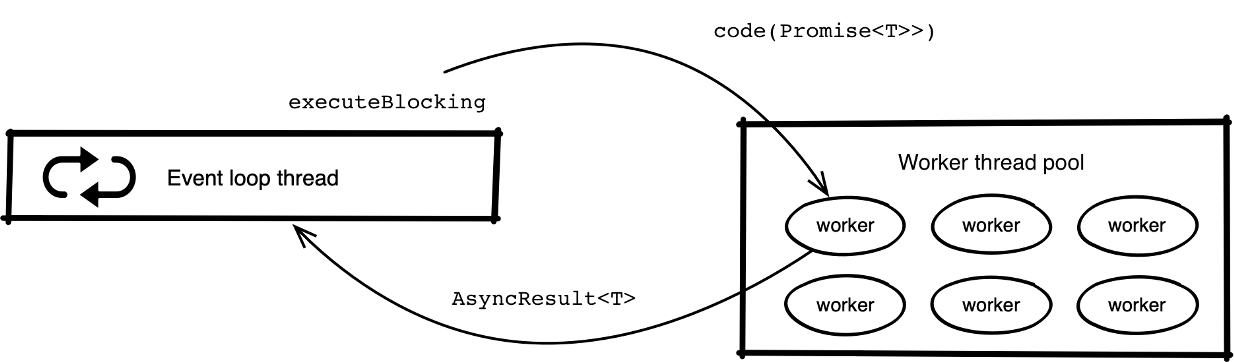 code(Promise<T>>)
executeBlocking
Event loop thread
Worker thread pool
worker worker worker
AsyncResult<T>
worker worker worker